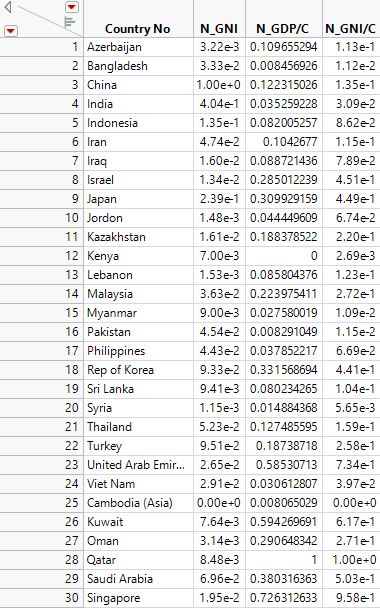 Country No N_GNI N_GDP/C N_GNI/C
1 Azerbaijan 3.22e-3 0.109655294 1.13e-1
2 Bangladesh 3.33e-2 0.008456926 1.12e-2
3 China 1.00e+0 0.122315026 1.35e-1
4 India 4.04e-1 0.035259228 3.09e-2
5 Indonesia 1.35e-1 0.082005257 8.62e-2
6 Iran 4.74e-2 0.1042677 1.15e-1
7 Iraq 1.60e-2 0.088721436 7.89e-2
8 Israel 1.34e-2 0.285012239 4.51e-1
9 Japan 2.39e-1 0.309929159 4.49e-1
10 Jordon 1.48e-3 0.044449609 6.74e-2
11 Kazakhstan 1.61e-2 0.188378522 2.20e-1
12 Kenya 7.00e-3 0 2.69e-3
13 Lebanon 1.53e-3 0.085804376 1.23e-1
14 Malaysia 3.63e-2 0.223975411 2.72e-1
15 Myanmar 9.00e-3 0.027580019 1.09e-2
16 Pakistan 4.54e-2 0.008291049 1.15e-2
17 Philippines 4.43e-2 0.037852217 6.69e-2
18 Rep of Korea 9.33e-2 0.331568694 4.41e-1
19 Sri Lanka 9.41e-3 0.080234265 1.04e-1
20 Syria 1.15e-3 0.014884368 5.65e-3
21 Thailand 5.23e-2 0.127485595 1.59e-1
22 Turkey 9.51e-2 0.18738718 2.58e-1
23 United Arab Emir... 2.65e-2 0.58530713 7.34e-1
24 Viet Nam 2.91e-2 0.030612807 3.97e-2
25 Cambodia (Asia) 0.00e+0 0.008065029 0.00e+0
26 Kuwait 7.64e-3 0.594269691 6.17e-1
27 Oman 3.14e-3 0.290648342 2.71e-1
28 Qatar 8.48e-3 1 1.00e+0
29 Saudi Arabia 6.96e-2 0.380316363 5.03e-1
30 Singapore 1.95e-2 0.726312633 9.58e-1